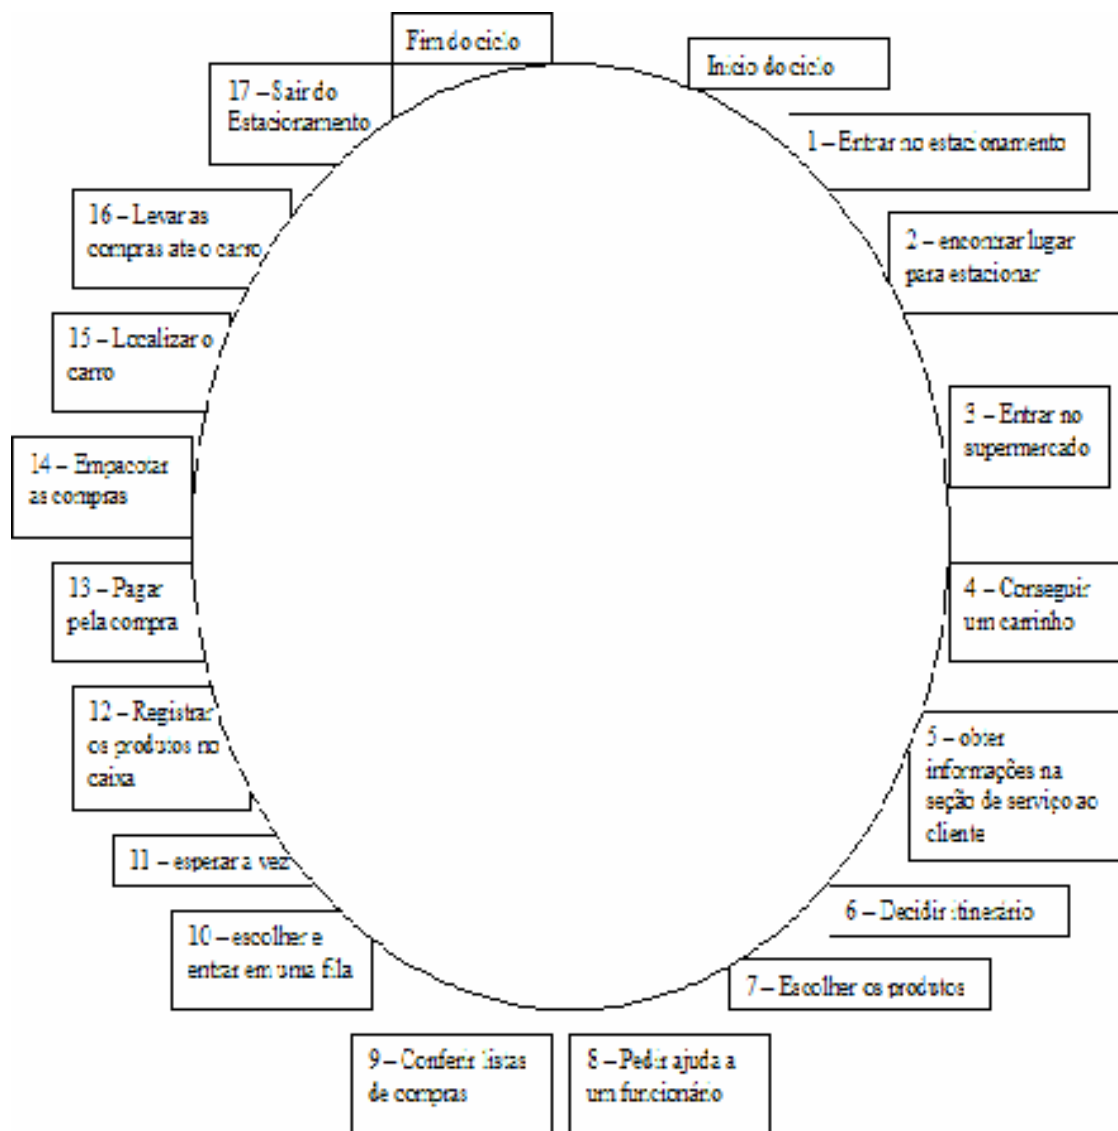 Fim do ciclo
Início do ciclo
1 – Entrar no estacionamento
2 – encontrar lugar
para estacionar
3 – Entrar no
supermercado
4 – Conseguir
um carrinho
5 – obter
informações na
seção de serviço ao
cliente
6 – Decidir itinerário
7 – Escolher os produtos
8 – Pedir ajuda a
um funcionário
9 – Conferir listas
de compras
10 – escolher e
entrar em uma fila
11 – esperar a vez
12 – Registrar
os produtos no
caixa
13 – Pagar
pela compra
14 – Empacotar
as compras
15 – Localizar o
carro
16 – Levar as
compras ate o carro
17 – Sair do
Estacionamento